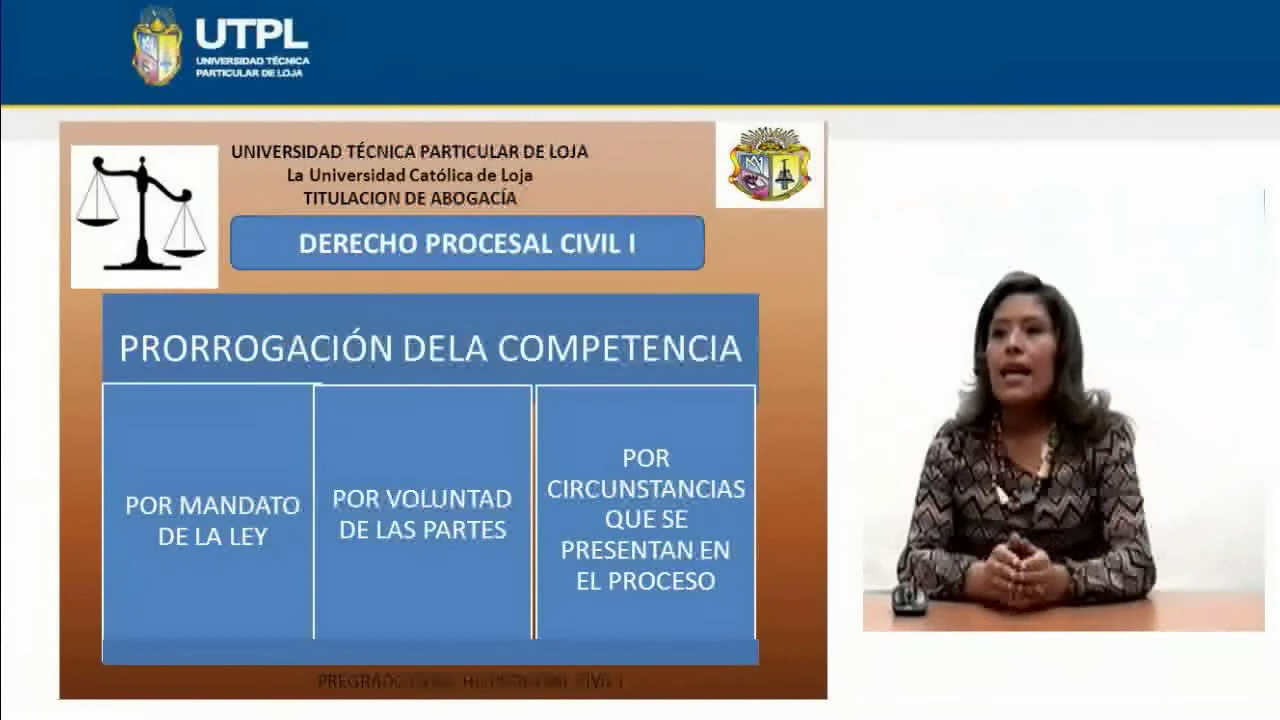 UTPL
UNIVERSIDAD TÉCNICA
PARTICULAR DE LOJA
UNIVERSIDAD TÉCNICA PARTICULAR DE LOJA
La Universidad Católica de Loja
TITULACION DE ABOGACÍA
DERECHO PROCESAL CIVIL I
PRORROGACIÓN DELA COMPETENCIA
POR MANDATO
DE LA LEY
POR VOLUNTAD
DE LAS PARTES
POR
CIRCUNSTANCIAS
QUE SE
PRESENTAN EN
EL PROCESO
CIVIL I